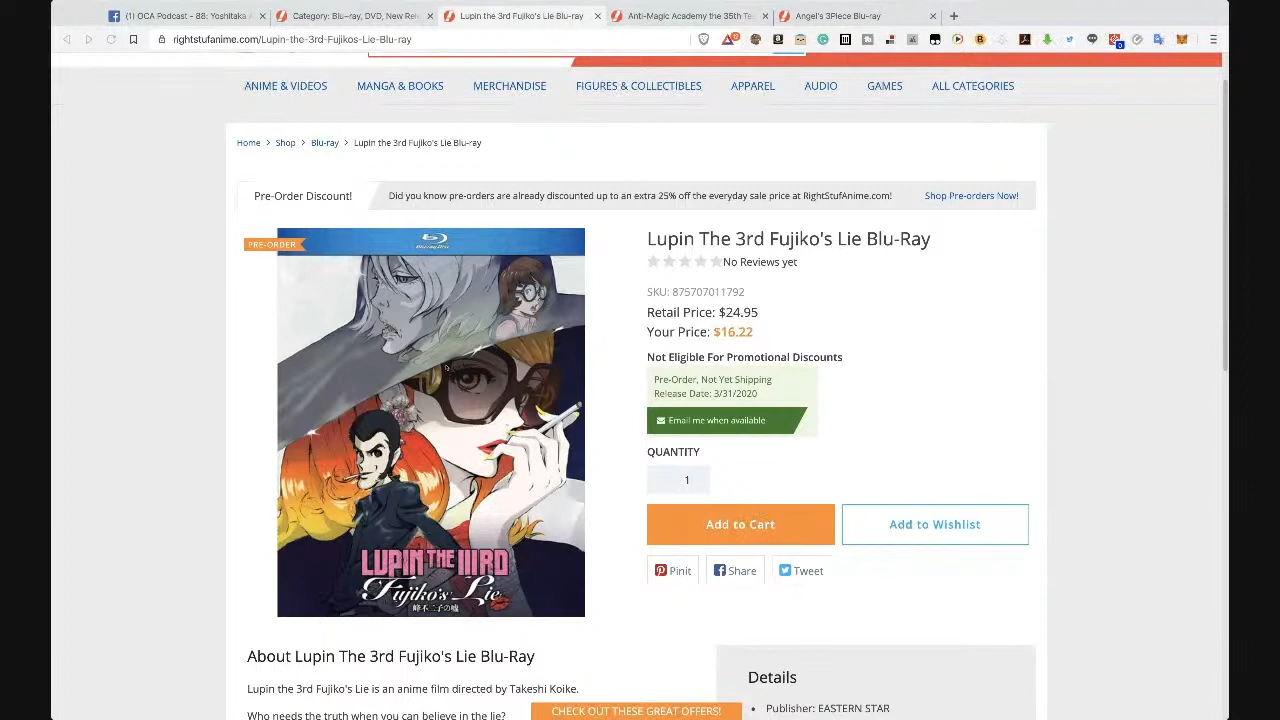 (1) OCA Podcast - 88: Yoshitaka A
Category: Blu-ray, DVD, New Rel
Lupin the 3rd Fujiko's Lie Blu-ray
Anti-Magic Academy the 35th Tes
Angel's 3Piece Blu-ray
rightstufanime.com/Lupin-the-3rd-Fujikos-Lie-Blu-ray
ANIME & VIDEOS MANGA & BOOKS MERCHANDISE FIGURES & COLLECTIBLES APPAREL AUDIO GAMES ALL CATEGORIES
Home > Shop > Blu-ray > Lupin the 3rd Fujiko's Lie Blu-ray
Pre-Order Discount! Did you know pre-orders are already discounted up to an extra 25% off the everyday sale price at RightStufAnime.com! Shop Pre-orders Now!
PRE-ORDER
Blu-ray Disc
LUPIN THE IIIRD
Fujiko's Lie
峰不二子の嘘
Lupin The 3rd Fujiko's Lie Blu-Ray
No Reviews yet
SKU: 875707011792
Retail Price: $24.95
Your Price: $16.22
Not Eligible For Promotional Discounts
Pre-Order, Not Yet Shipping
Release Date: 3/31/2020
Email me when available
QUANTITY
1
Add to Cart
Add to Wishlist
Pinit
Share
Tweet
About Lupin The 3rd Fujiko's Lie Blu-Ray
Lupin the 3rd Fujiko's Lie is an anime film directed by Takeshi Koike.
Who needs the truth when you can believe in the lie?
CHECK OUT THESE GREAT OFFERS!
Details
• Publisher: EASTERN STAR